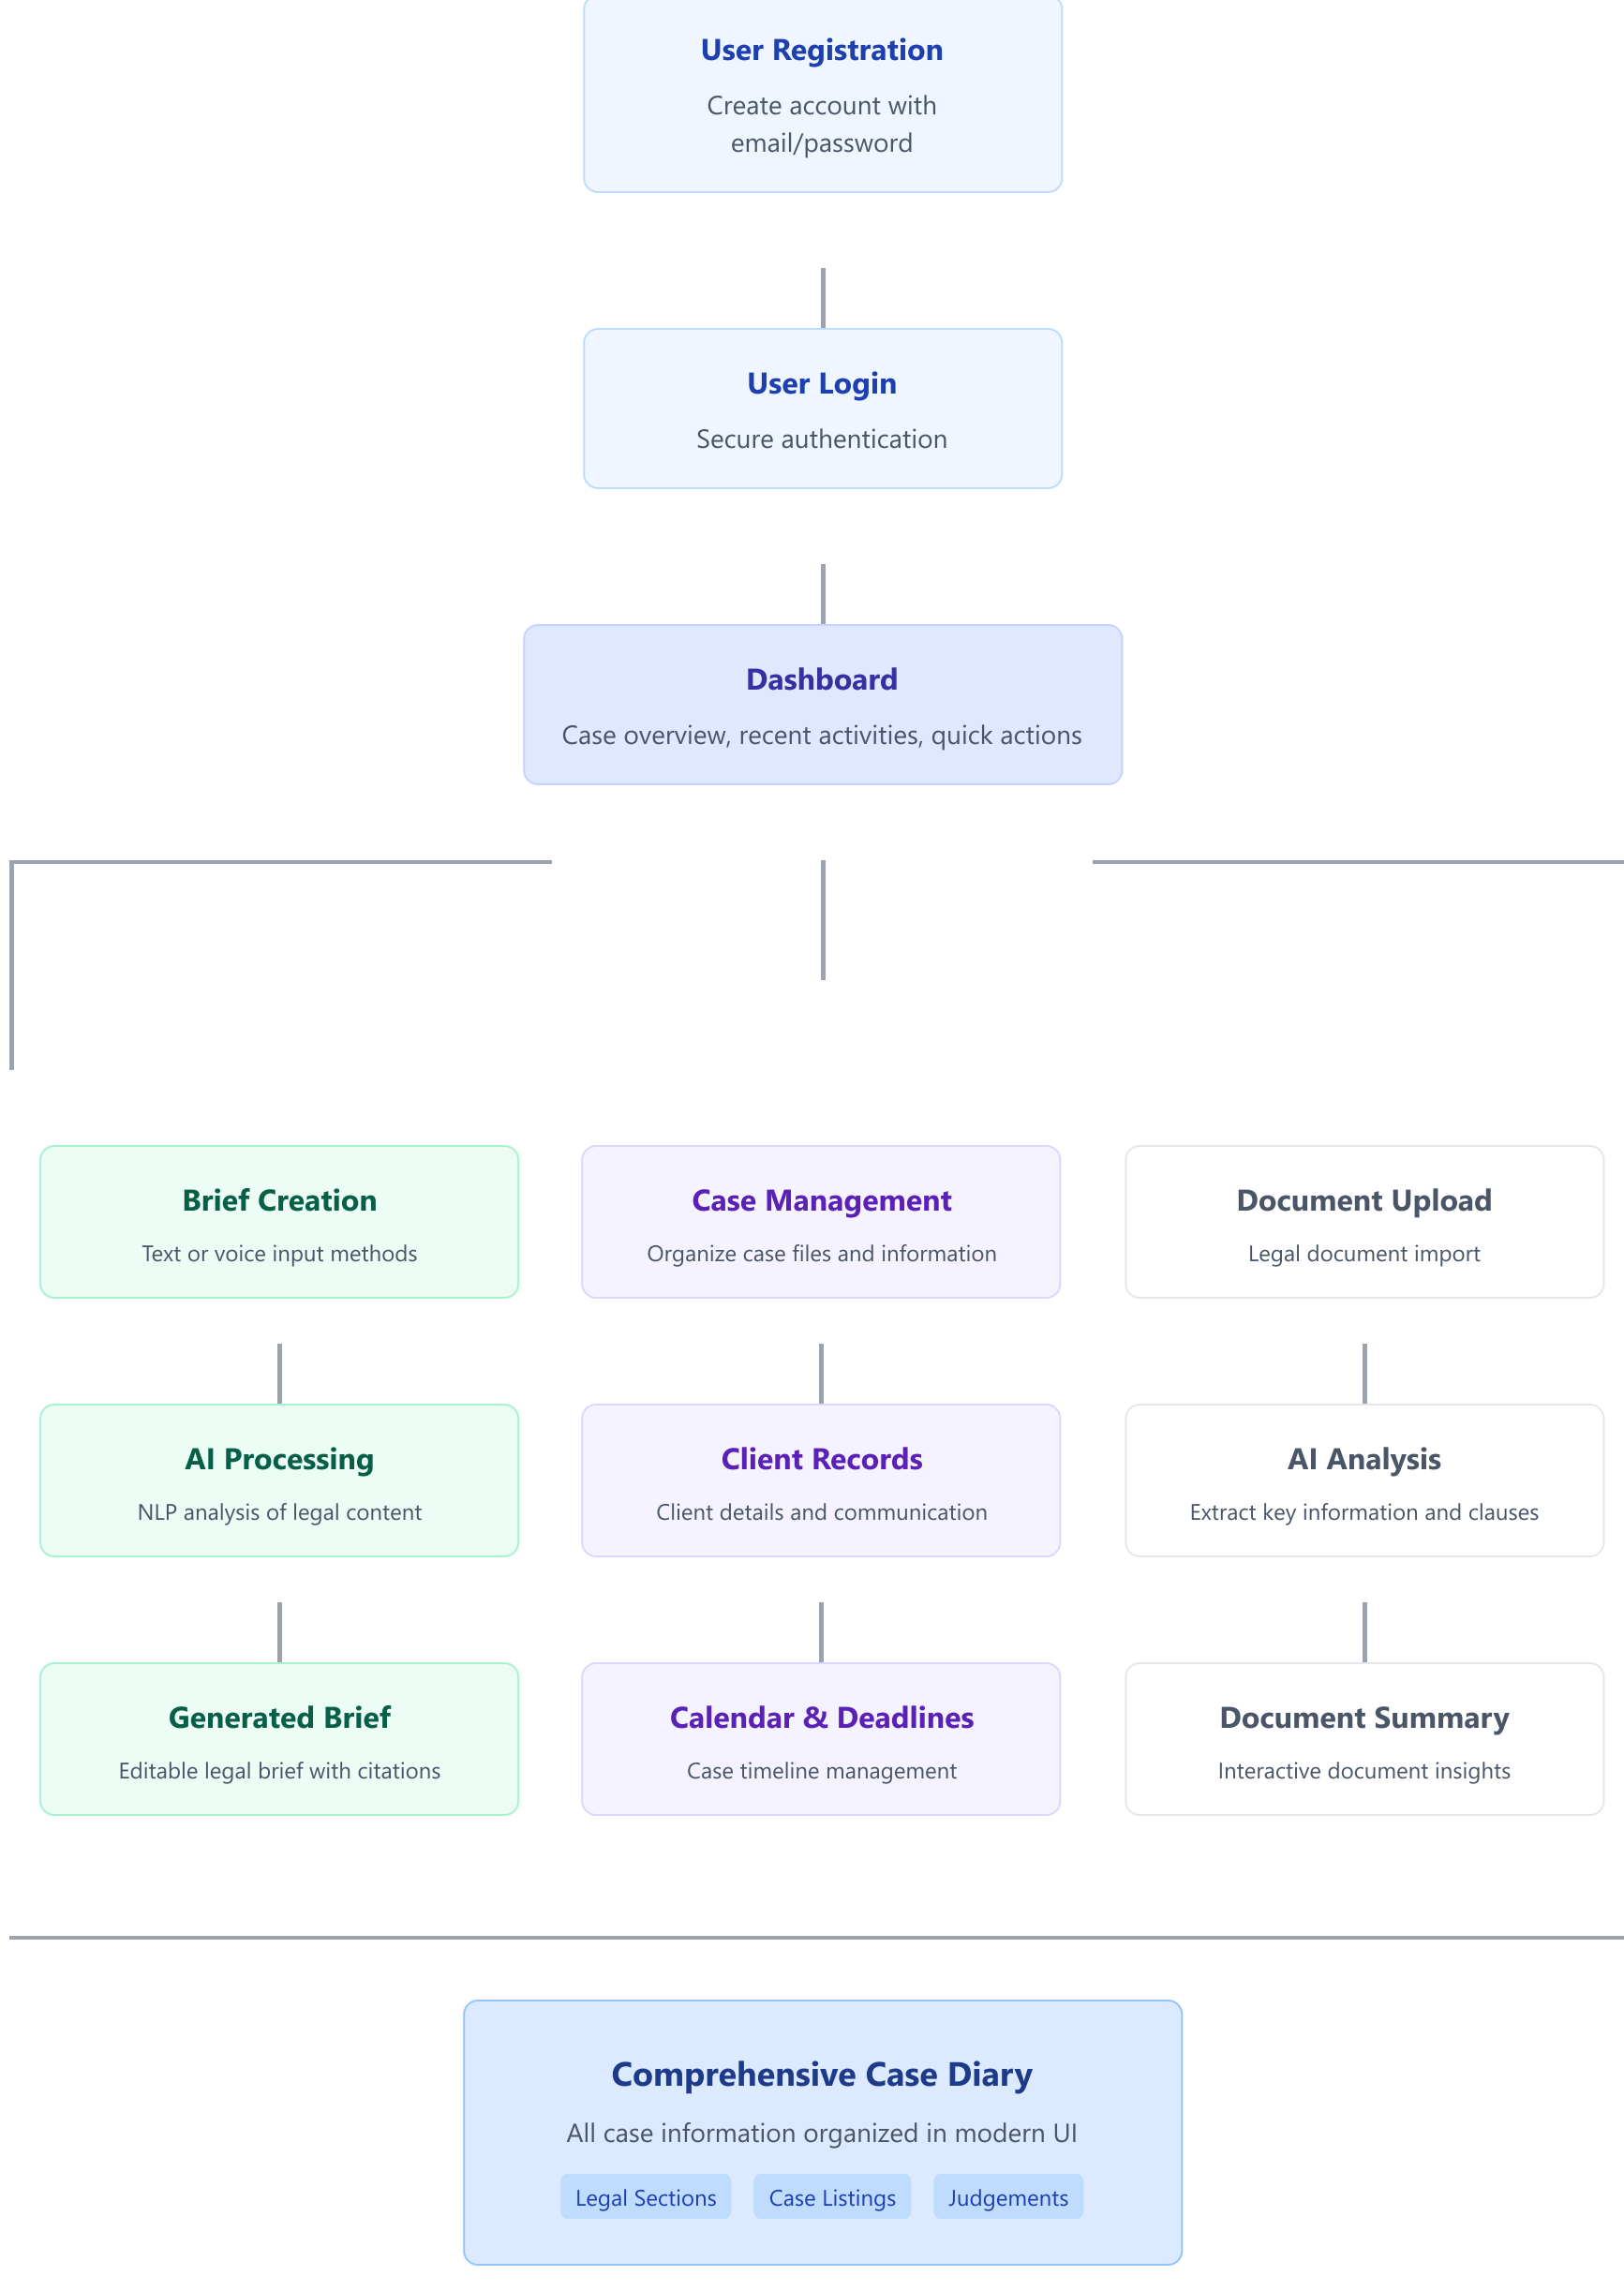 User Registration
Create account with
email/password
User Login
Secure authentication
Dashboard
Case overview, recent activities, quick actions
Brief Creation
Text or voice input methods
Case Management
Organize case files and information
Document Upload
Legal document import
AI Processing
NLP analysis of legal content
Client Records
Client details and communication
AI Analysis
Extract key information and clauses
Generated Brief
Editable legal brief with citations
Calendar & Deadlines
Case timeline management
Document Summary
Interactive document insights
Comprehensive Case Diary
All case information organized in modern UI
Legal Sections
Case Listings
Judgements